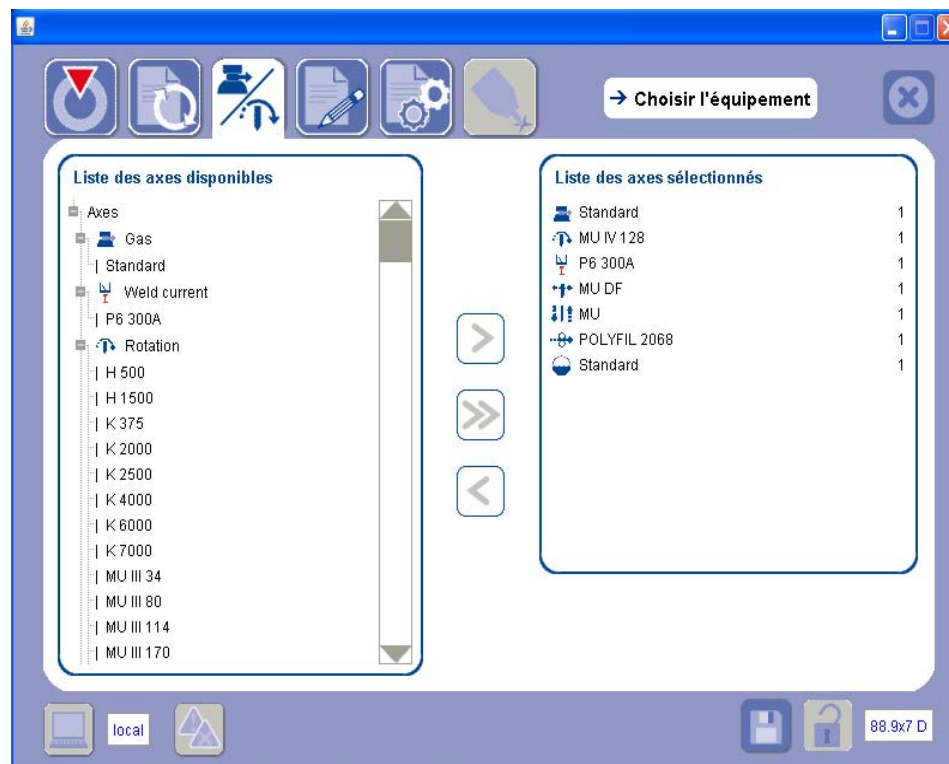 → Choisir l'équipement
Liste des axes disponibles
Axes
Gas
Standard
Weld current
P6 300A
Rotation
H 500
H 1500
K 375
K 2000
K 2500
K 4000
K 6000
K 7000
MU III 34
MU III 80
MU III 114
MU III 170
Liste des axes sélectionnés
Standard 1
MU IV 128 1
P6 300A 1
MU DF 1
MU 1
POLYFIL 2068 1
Standard 1
local
88.9x7 D